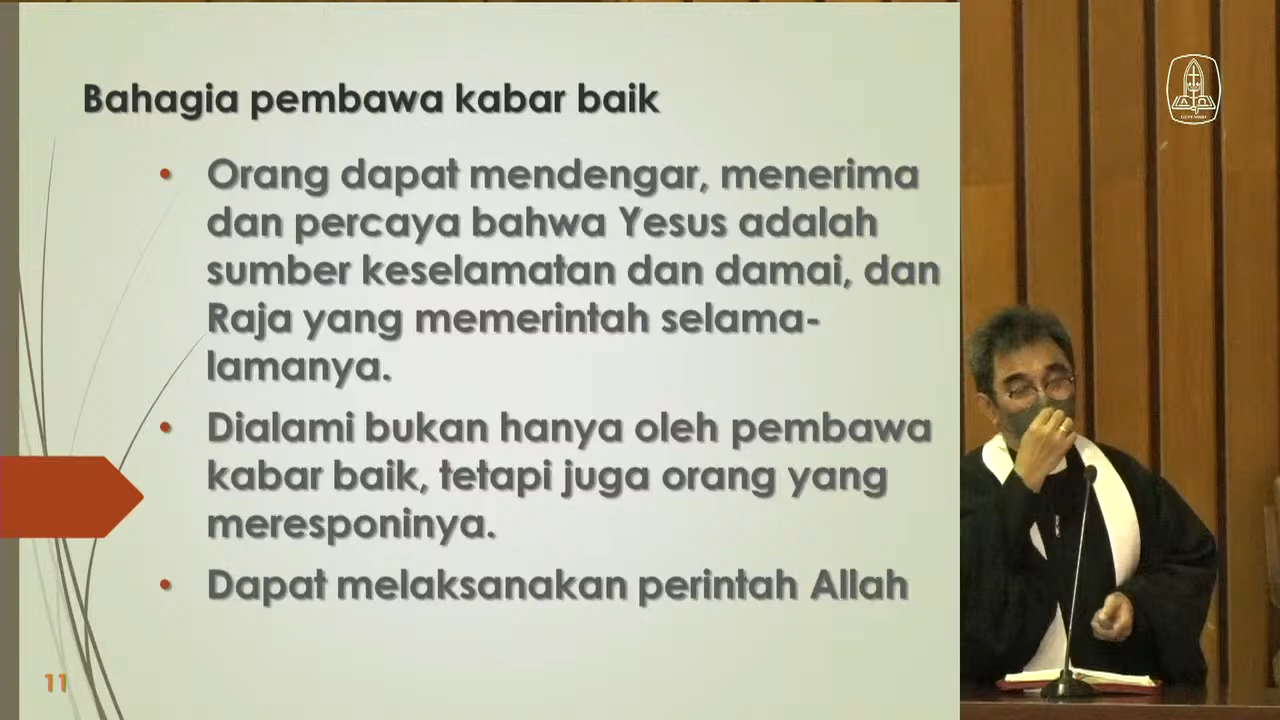 Bahagia pembawa kabar baik
• Orang dapat mendengar, menerima
dan percaya bahwa Yesus adalah
sumber keselamatan dan damai, dan
Raja yang memerintah selama-
lamanya.
• Dialami bukan hanya oleh pembawa
kabar baik, tetapi juga orang yang
meresponinya.
• Dapat melaksanakan perintah Allah
11